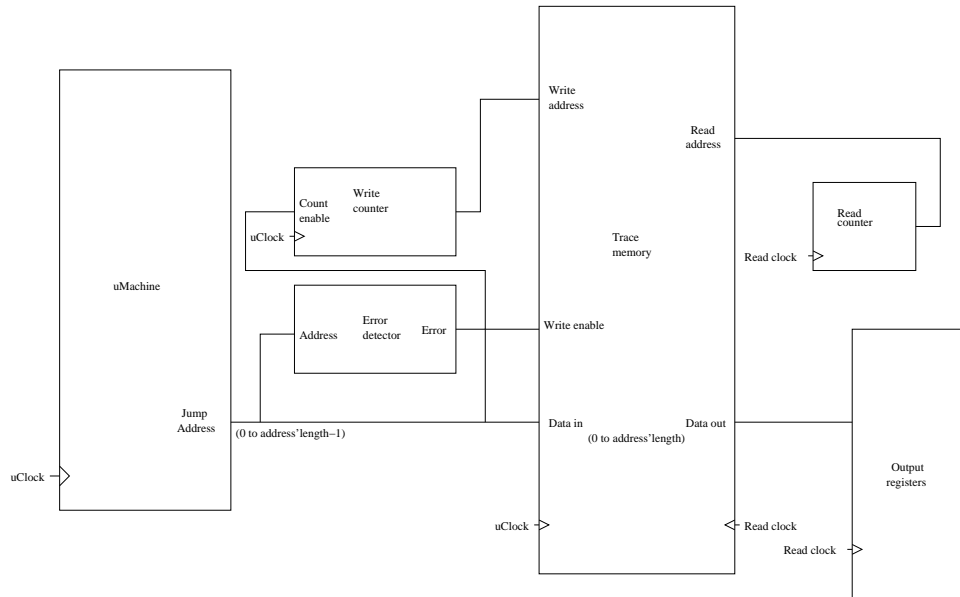 Write
address
Read
address
Write
counter
Count
enable
uClock
Read
counter
Read clock
Trace
memory
uMachine
Error
detector
Address
Error
Write enable
Jump
Address
(0 to address'length−1)
Data in
(0 to address'length)
Data out
uClock
Output
registers
uClock
Read clock
Read clock